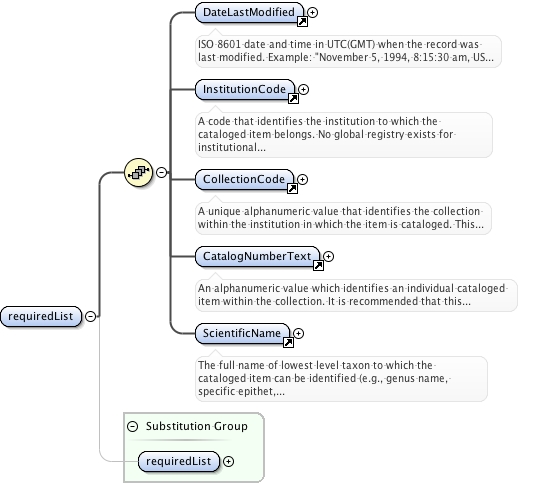 DateLastModified
ISO 8601 date and time in UTC(GMT) when the record was
last modified. Example: "November 5, 1994, 8:15:30 am, US...
InstitutionCode
A code that identifies the institution to which the
cataloged item belongs. No global registry exists for
institutional...
CollectionCode
A unique alphanumeric value that identifies the collection
within the institution in which the item is cataloged. This...
CatalogNumberText
An alphanumeric value which identifies an individual cataloged
item within the collection. It is recommended that this...
requiredList
ScientificName
The full name of lowest level taxon to which the
cataloged item can be identified (e.g., genus name,
specific epithet,...
Substitution Group
requiredList